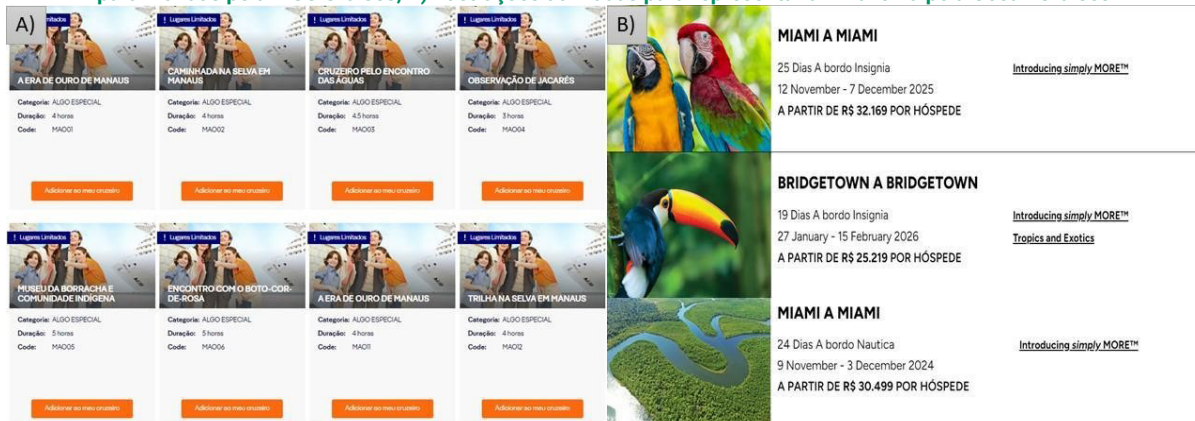 A)
! Lugares Limitados
A ERA DE OURO DE MANAUS
Categoria: ALGO ESPECIAL
Duração: 4 horas
Code: MAO01
Adicionar ao meu cruzeiro
! Lugares Limitados
CAMINHADA NA SELVA EM
MANAUS
Categoria: ALGO ESPECIAL
Duração: 4 horas
Code: MAO02
Adicionar ao meu cruzeiro
! Lugares Limitados
CRUZEIRO PELO ENCONTRO
DAS ÁGUAS
Categoria: ALGO ESPECIAL
Duração: 4.5 horas
Code: MAO03
Adicionar ao meu cruzeiro
! Lugares Limitados
OBSERVAÇÃO DE JACARÉS
Categoria: ALGO ESPECIAL
Duração: 3 horas
Code: MAO04
Adicionar ao meu cruzeiro
! Lugares Limitados
MUSEU DA BORRACHA E
COMUNIDADE INDÍGENA
Categoria: ALGO ESPECIAL
Duração: 5 horas
Code: MAO05
Adicionar ao meu cruzeiro
! Lugares Limitados
ENCONTRO COM O BOTO-COR-
DE-ROSA
Categoria: ALGO ESPECIAL
Duração: 5 horas
Code: MAO06
Adicionar ao meu cruzeiro
! Lugares Limitados
A ERA DE OURO DE MANAUS
Categoria: ALGO ESPECIAL
Duração: 4 horas
Code: MAO11
Adicionar ao meu cruzeiro
! Lugares Limitados
TRILHA NA SELVA EM MANAUS
Categoria: ALGO ESPECIAL
Duração: 4 horas
Code: MAO12
Adicionar ao meu cruzeiro
B)
MIAMI A MIAMI
25 Dias A bordo Insignia
Introducing simply MORE™
12 November - 7 December 2025
A PARTIR DE R$ 32.169 POR HÓSPEDE
BRIDGETOWN A BRIDGETOWN
19 Dias A bordo Insignia
Introducing simply MORE™
27 January - 15 February 2026
Tropics and Exotics
A PARTIR DE R$ 25.219 POR HÓSPEDE
MIAMI A MIAMI
24 Dias A bordo Nautica
Introducing simply MORE™
9 November - 3 December 2024
A PARTIR DE R$ 30.499 POR HÓSPEDE